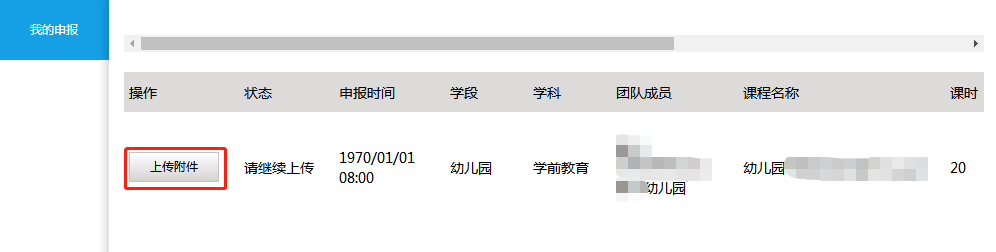 我的申报
操作 状态 申报时间 学段 学科 团队成员 课程名称 课时
上传附件 请继续上传 1970/01/01 幼儿园 学前教育 幼儿园 20
08:00
幼儿园